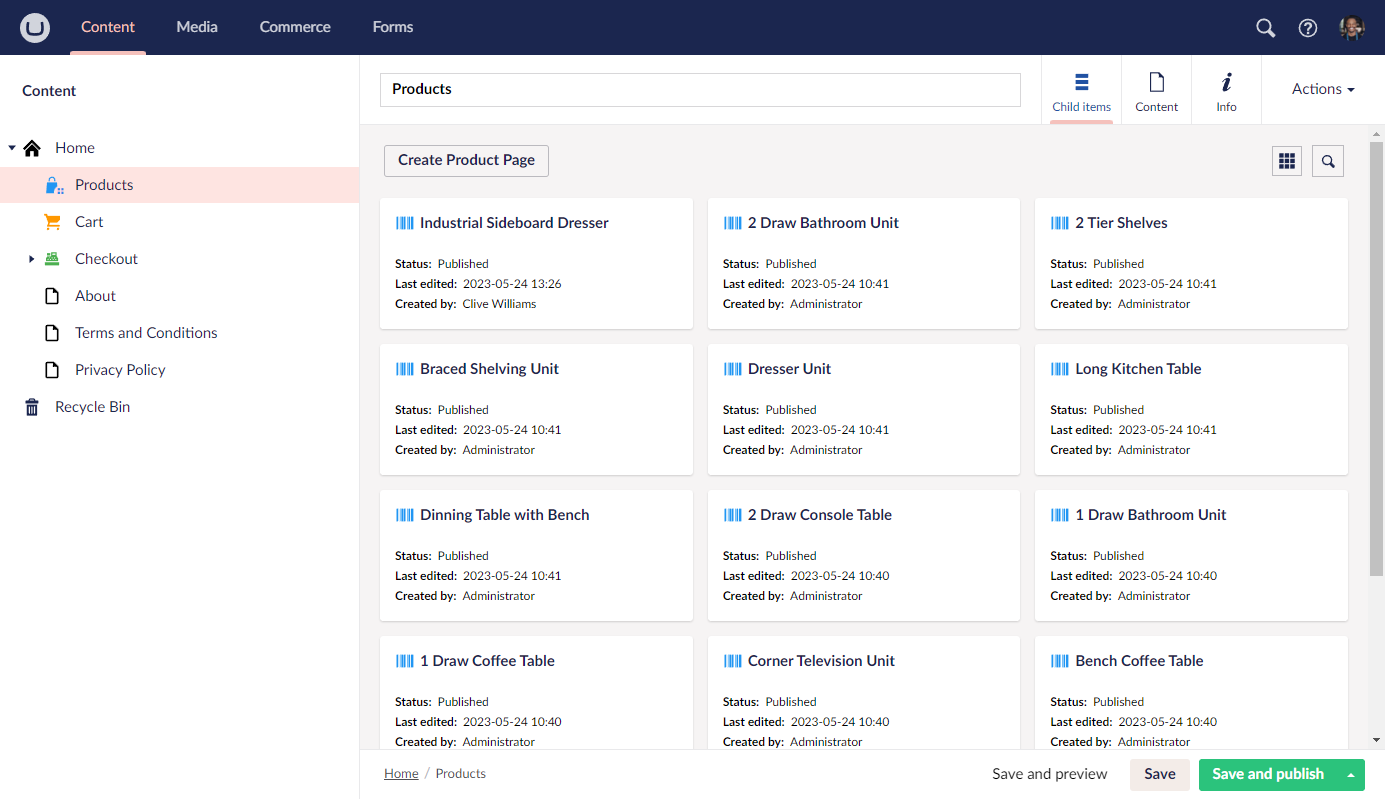 Content Media Commerce Forms
Content
Home
Products
Cart
Checkout
About
Terms and Conditions
Privacy Policy
Recycle Bin
Products
Child items
Content
Info
Actions
Create Product Page
Industrial Sideboard Dresser
Status: Published
Last edited: 2023-05-24 13:26
Created by: Clive Williams
2 Draw Bathroom Unit
Status: Published
Last edited: 2023-05-24 10:41
Created by: Administrator
2 Tier Shelves
Status: Published
Last edited: 2023-05-24 10:41
Created by: Administrator
Braced Shelving Unit
Status: Published
Last edited: 2023-05-24 10:41
Created by: Administrator
Dresser Unit
Status: Published
Last edited: 2023-05-24 10:41
Created by: Administrator
Long Kitchen Table
Status: Published
Last edited: 2023-05-24 10:41
Created by: Administrator
Dinning Table with Bench
Status: Published
Last edited: 2023-05-24 10:41
Created by: Administrator
2 Draw Console Table
Status: Published
Last edited: 2023-05-24 10:40
Created by: Administrator
1 Draw Bathroom Unit
Status: Published
Last edited: 2023-05-24 10:40
Created by: Administrator
1 Draw Coffee Table
Status: Published
Last edited: 2023-05-24 10:40
Created by: Administrator
Corner Television Unit
Status: Published
Last edited: 2023-05-24 10:40
Created by: Administrator
Bench Coffee Table
Status: Published
Last edited: 2023-05-24 10:40
Created by: Administrator
Home / Products
Save and preview
Save
Save and publish